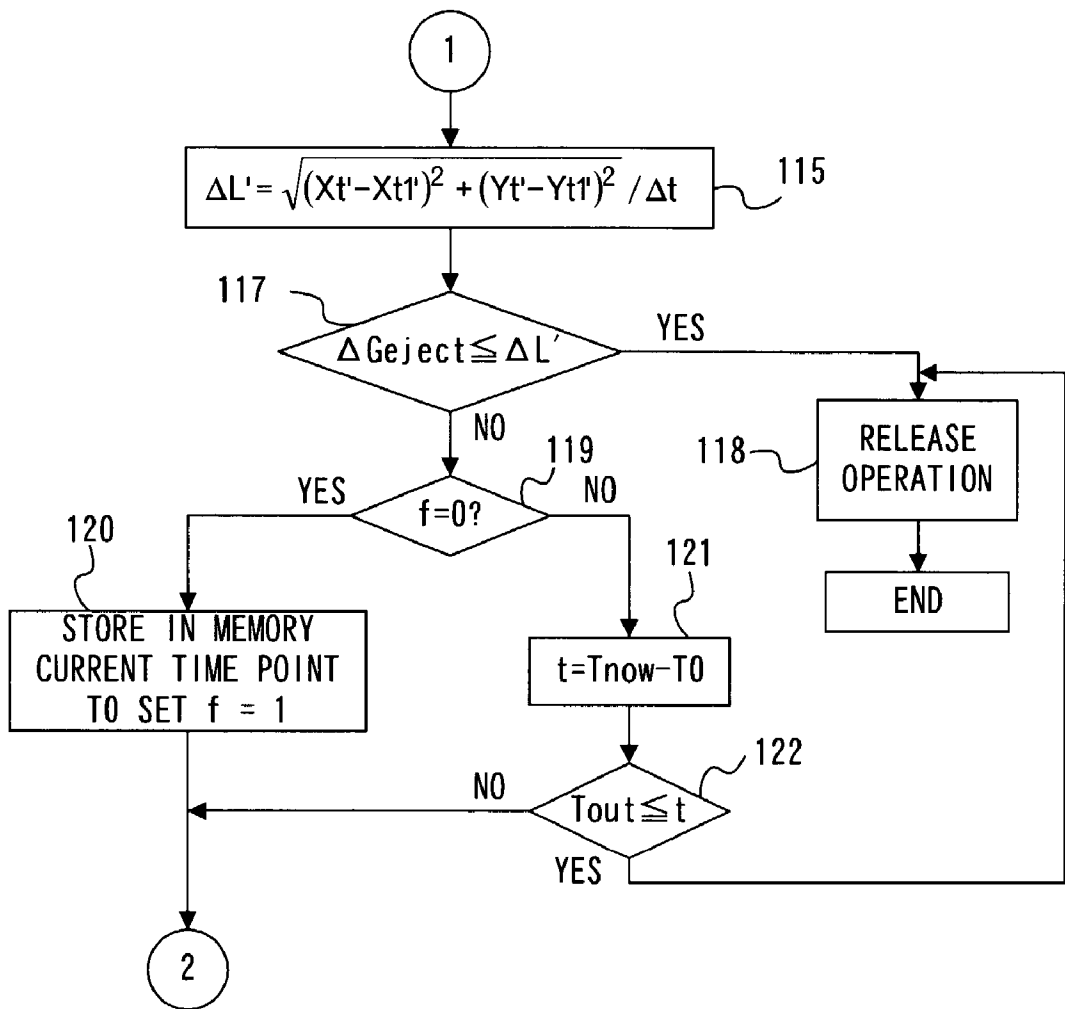 1
ΔL'=√(Xt'-Xt1')² + (Yt'-Yt1')² /Δt
115
117
ΔGeject≦ΔL'
YES
NO
118
RELEASE
OPERATION
END
119
YES
f=0?
NO
120
STORE IN MEMORY
CURRENT TIME POINT
TO SET f = 1
121
t=Tnow-T0
122
NO
Tout≦t
YES
2